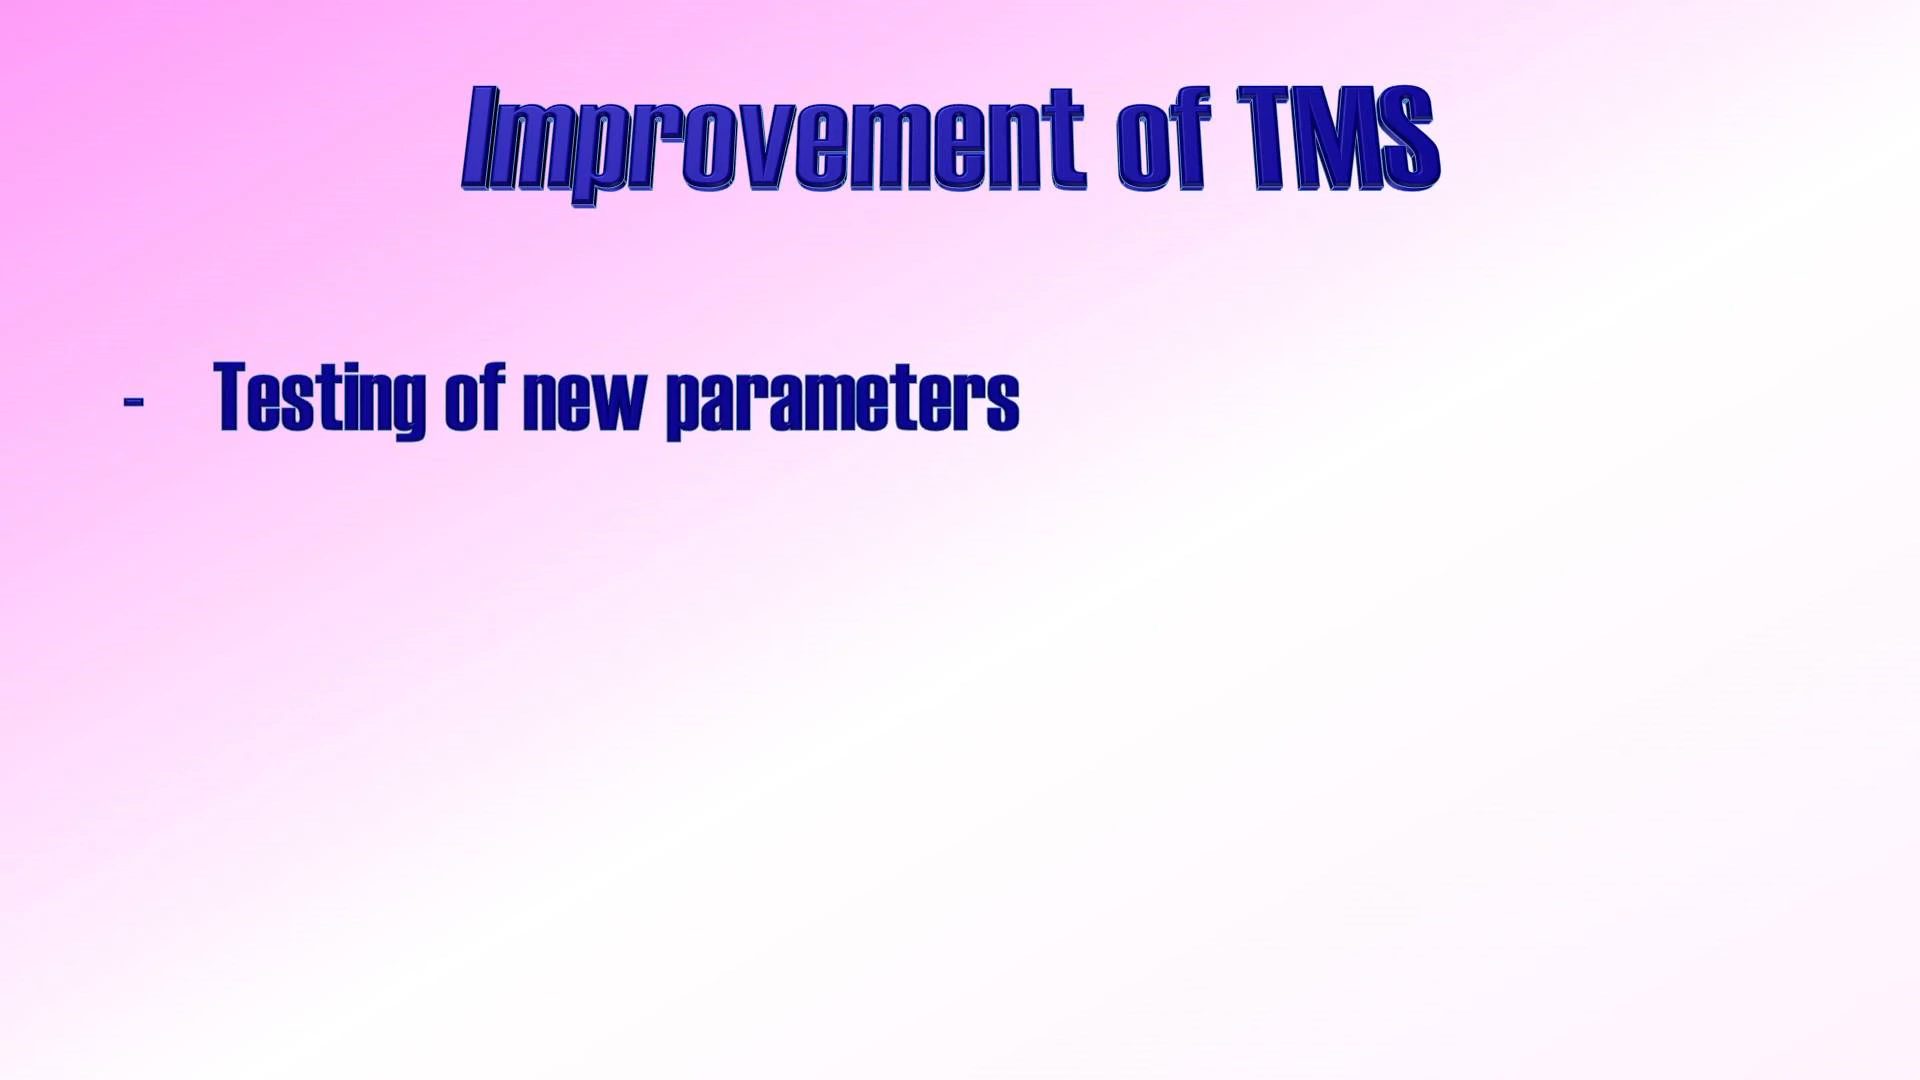 Improvement of TMS
- Testing of new parameters